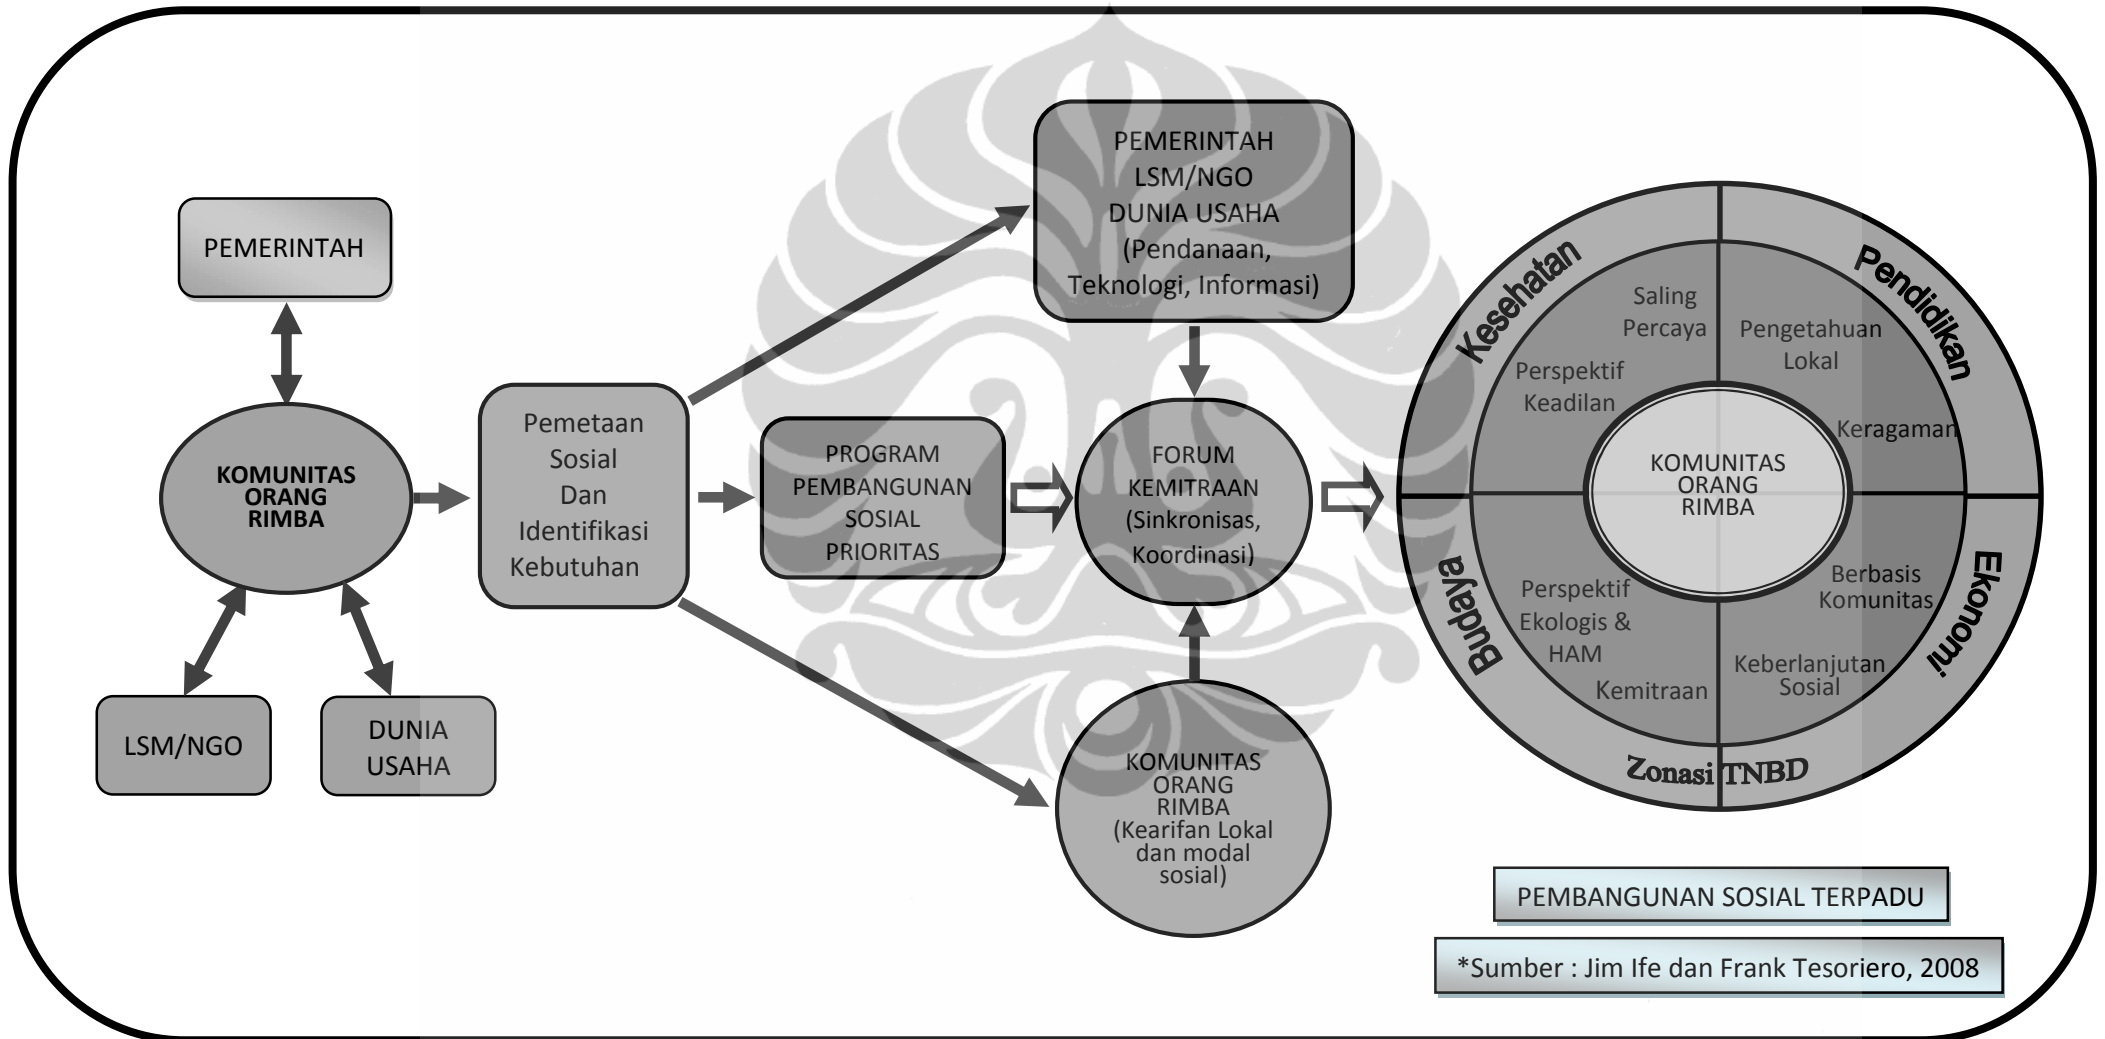 PEMERINTAH
KOMUNITAS
ORANG
RIMBA
LSM/NGO
DUNIA
USAHA
Pemetaan
Sosial
Dan
Identifikasi
Kebutuhan
PEMERINTAH
LSM/NGO
DUNIA USAHA
(Pendanaan,
Teknologi, Informasi)
PROGRAM
PEMBANGUNAN
SOSIAL
PRIORITAS
FORUM
KEMITRAAN
(Sinkronisas,
Koordinasi)
KOMUNITAS
ORANG
RIMBA
(Kearifan Lokal
dan modal
sosial)
Kesehatan
Pendidikan
Saling
Percaya
Perspektif
Keadilan
Pengetahuan
Lokal
Keragaman
KOMUNITAS
ORANG
RIMBA
Budaya
Ekonomi
Perspektif
Ekologis &
HAM
Kemitraan
Berbasis
Komunitas
Keberlanjutan
Sosial
Zonasi TNBD
PEMBANGUNAN SOSIAL TERPADU
*Sumber : Jim Ife dan Frank Tesoriero, 2008